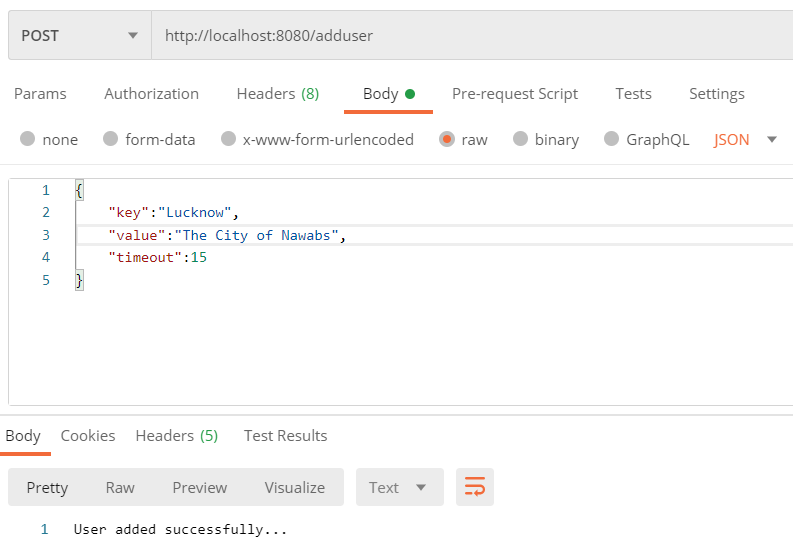 POST http://localhost:8080/adduser
Params Authorization Headers (8) Body Pre-request Script Tests Settings
none form-data x-www-form-urlencoded raw binary GraphQL JSON
1 {
2 "key":"Lucknow",
3 "value":"The City of Nawabs",
4 "timeout":15
5 }
Body Cookies Headers (5) Test Results
Pretty Raw Preview Visualize Text
1 User added successfully...